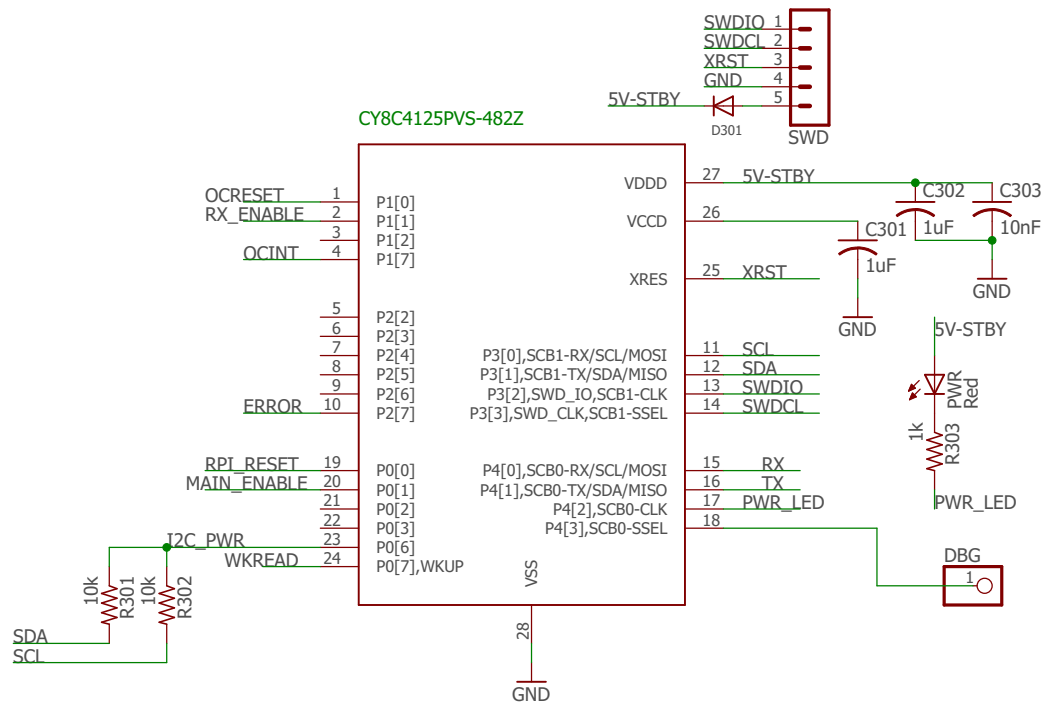 SWDIO 1
SWDCL 2
XRST 3
GND 4
5V-STBY 5
D301
SWD
CY8C4125PVS-482Z
OCRESET 1 P1[0]
RX_ENABLE 2 P1[1]
3 P1[2]
OCINT 4 P1[7]
5 P2[2]
6 P2[3]
7 P2[4]
8 P2[5]
9 P2[6]
ERROR 10 P2[7]
RPI_RESET 19 P0[0]
MAIN_ENABLE 20 P0[1]
21 P0[2]
22 P0[3]
I2C_PWR 23 P0[6]
WKREAD 24 P0[7],WKUP
VDDD 27 5V-STBY
VCCD 26
XRES 25 XRST
P3[0],SCB1-RX/SCL/MOSI 11 SCL
P3[1],SCB1-TX/SDA/MISO 12 SDA
P3[2],SWD_IO,SCB1-CLK 13 SWDIO
P3[3],SWD_CLK,SCB1-SSEL 14 SWDCL
P4[0],SCB0-RX/SCL/MOSI 15 RX
P4[1],SCB0-TX/SDA/MISO 16 TX
P4[2],SCB0-CLK 17 PWR_LED
P4[3],SCB0-SSEL 18
VSS
28
GND
C302
1uF
C303
10nF
GND
C301
1uF
GND
5V-STBY
PWR
Red
1k
R303
PWR_LED
DBG
1
10k
R301
10k
R302
SDA
SCL